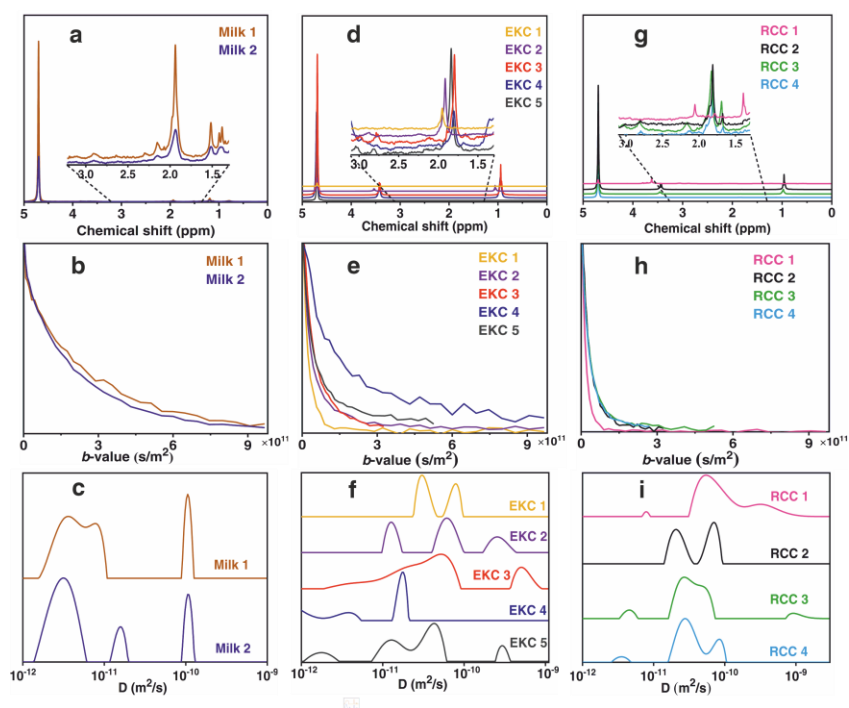 a
Milk 1
Milk 2
3.0 2.5 2.0 1.5
5 4 3 2 1 0
Chemical shift (ppm)
d
EKC 1
EKC 2
EKC 3
EKC 4
EKC 5
3.0 2.5 2.0 1.5
5 4 3 2 1 0
Chemical shift (ppm)
g
RCC 1
RCC 2
RCC 3
RCC 4
3.0 2.5 2.0 1.5
5 4 3 2 1 0
Chemical shift (ppm)
b
Milk 1
Milk 2
0 3 6 9 ×10¹¹
b-value (s/m²)
e
EKC 1
EKC 2
EKC 3
EKC 4
EKC 5
0 3 6 9 ×10¹¹
b-value (s/m²)
h
RCC 1
RCC 2
RCC 3
RCC 4
0 3 6 9 ×10¹¹
b-value (s/m²)
c
Milk 1
Milk 2
10⁻¹² 10⁻¹¹ 10⁻¹⁰ 10⁻⁹
D (m²/s)
f
EKC 1
EKC 2
EKC 3
EKC 4
EKC 5
10⁻¹² 10⁻¹¹ 10⁻¹⁰ 10⁻⁹
D (m²/s)
i
RCC 1
RCC 2
RCC 3
RCC 4
10⁻¹² 10⁻¹¹ 10⁻¹⁰ 10⁻⁹
D (m²/s)